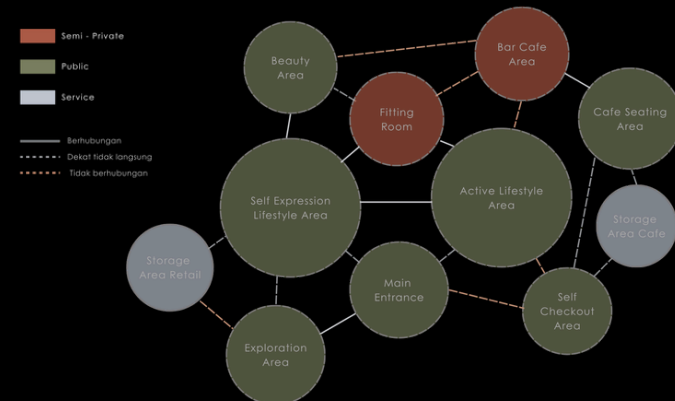 Semi - Private
Public
Service
Berhubungan
Dekat tidak langsung
Tidak berhubungan
Beauty
Area
Bar Cafe
Area
Fitting
Room
Cafe Seating
Area
Self Expression
Lifestyle Area
Active Lifestyle
Area
Storage
Area Cafe
Storage
Area Retail
Main
Entrance
Self
Checkout
Area
Exploration
Area